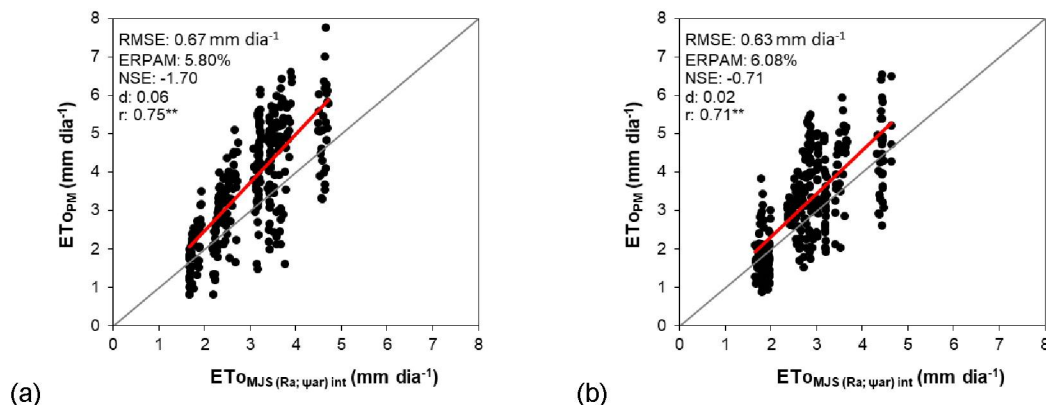 8
7
6
5
4
3
2
1
0
ETo_PM (mm dia⁻¹)
RMSE: 0.67 mm dia⁻¹
ERPAM: 5.80%
NSE: -1.70
d: 0.06
r: 0.75**
0 1 2 3 4 5 6 7 8
ETo_MJS (Ra; ψar) int (mm dia⁻¹)
(a)
8
7
6
5
4
3
2
1
0
ETo_PM (mm dia⁻¹)
RMSE: 0.63 mm dia⁻¹
ERPAM: 6.08%
NSE: -0.71
d: 0.02
r: 0.71**
0 1 2 3 4 5 6 7 8
ETo_MJS (Ra; ψar) int (mm dia⁻¹)
(b)